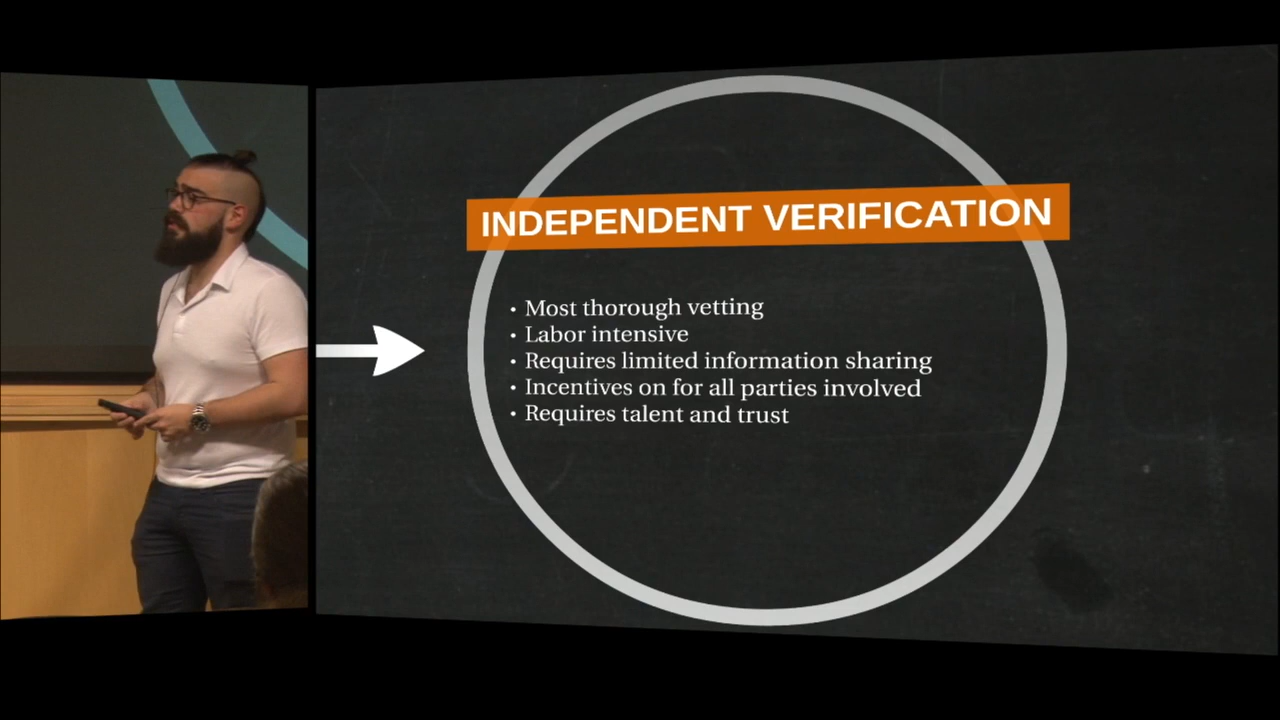 INDEPENDENT VERIFICATION
• Most thorough vetting
• Labor intensive
• Requires limited information sharing
• Incentives on for all parties involved
• Requires talent and trust